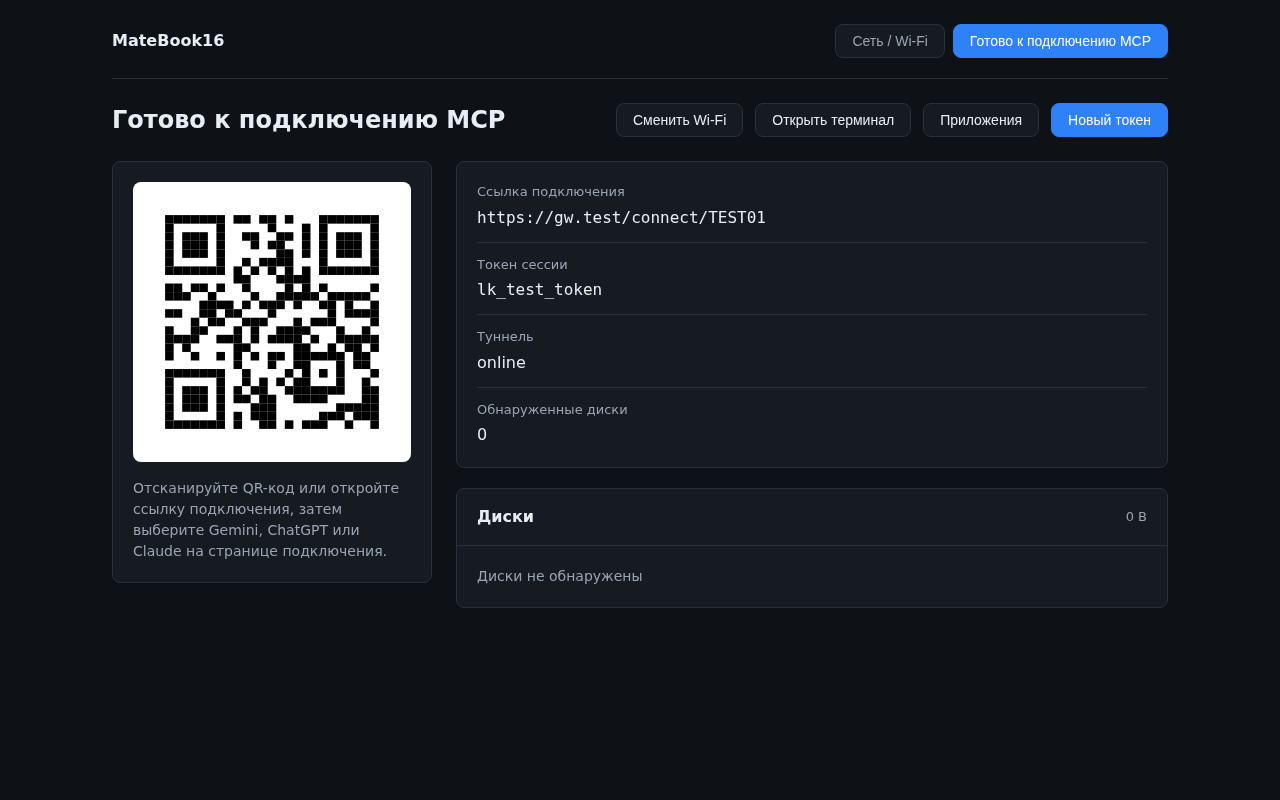 MateBook16
Сеть / Wi-Fi
Готово к подключению MCP
Готово к подключению MCP
Сменить Wi-Fi
Открыть терминал
Приложения
Новый токен
Отсканируйте QR-код или откройте
ссылку подключения, затем
выберите Gemini, ChatGPT или
Claude на странице подключения.
Ссылка подключения
https://gw.test/connect/TEST01
Токен сессии
lk_test_token
Туннель
online
Обнаруженные диски
0
Диски
0 B
Диски не обнаружены